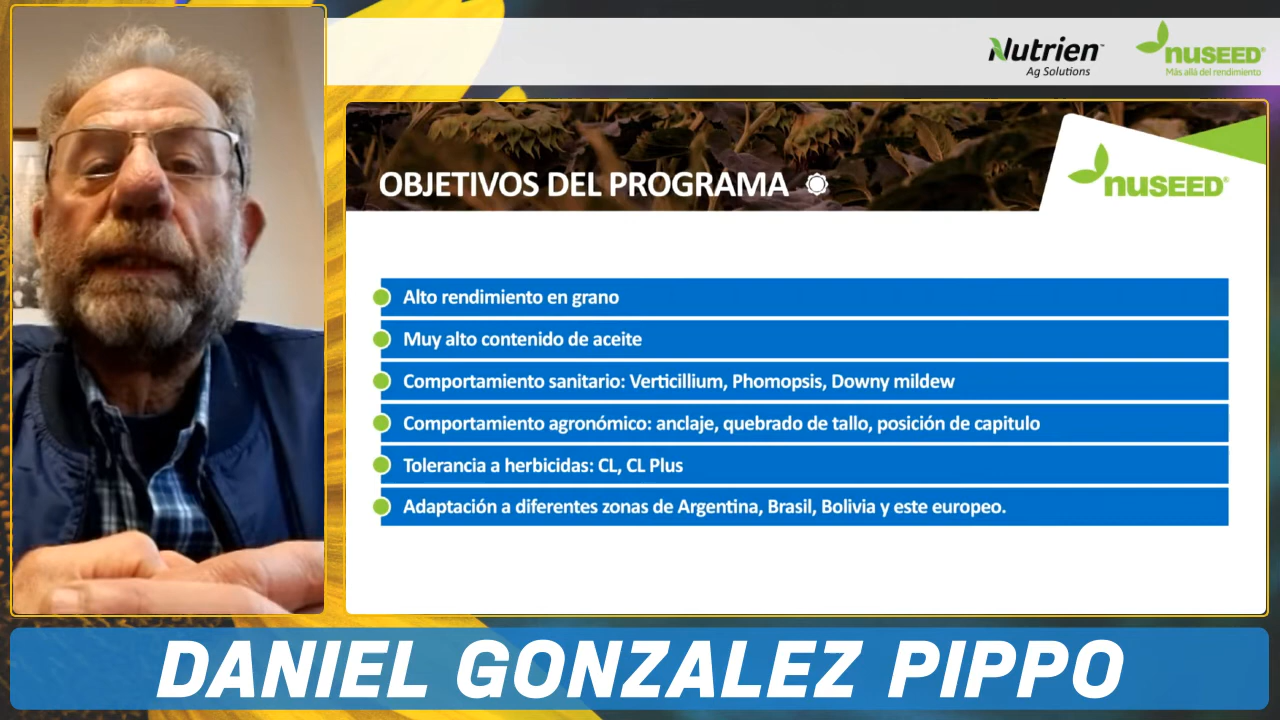 Nutrien™
Ag Solutions
nuseed®
Más allá del rendimiento
OBJETIVOS DEL PROGRAMA
nuseed®
Alto rendimiento en grano
Muy alto contenido de aceite
Comportamiento sanitario: Verticillium, Phomopsis, Downy mildew
Comportamiento agronómico: anclaje, quebrado de tallo, posición de capitulo
Tolerancia a herbicidas: CL, CL Plus
Adaptación a diferentes zonas de Argentina, Brasil, Bolivia y este europeo.
DANIEL GONZALEZ PIPPO